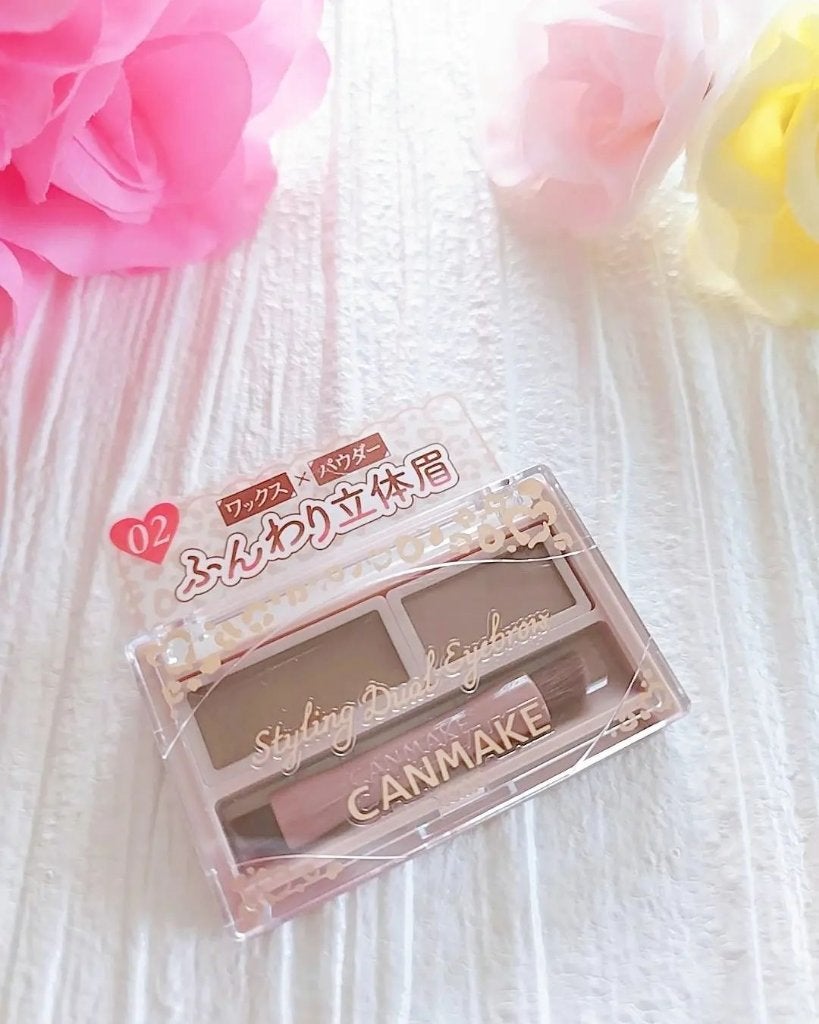 ワックス×パウダー
02
ふんわり立体眉
Styling Dual Eyebrow
CANMAKE
CANMAKE